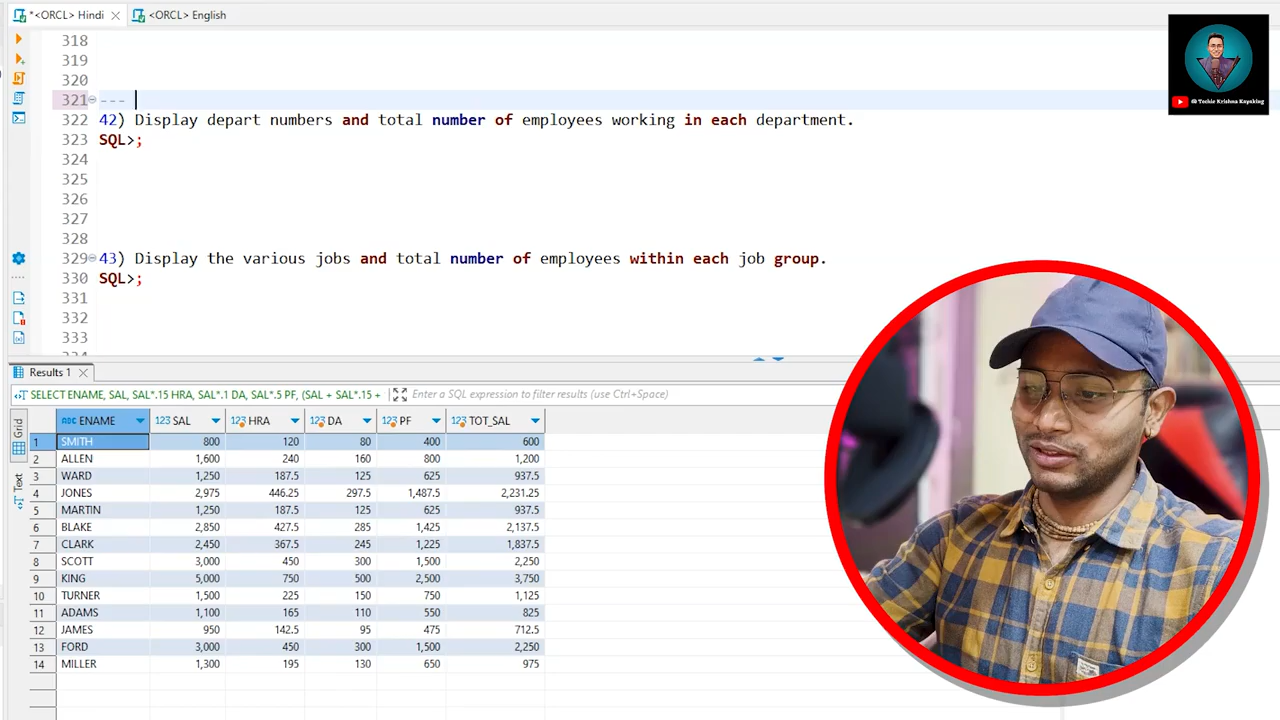 *<ORCL> Hindi
<ORCL> English
318
319
320
321 ---
322 42) Display depart numbers and total number of employees working in each department.
323 SQL>;
324
325
326
327
328
329 43) Display the various jobs and total number of employees within each job group.
330 SQL>;
331
332
333
Techie Krishna Kayaking
Results 1
SELECT ENAME, SAL, SAL*.15 HRA, SAL*.1 DA, SAL*.5 PF, (SAL + SAL*.15 + Enter a SQL expression to filter results (use Ctrl+Space)
Grid
Text
ABC ENAME 123 SAL 123 HRA 123 DA 123 PF 123 TOT_SAL
1 SMITH 800 120 80 400 600
2 ALLEN 1,600 240 160 800 1,200
3 WARD 1,250 187.5 125 625 937.5
4 JONES 2,975 446.25 297.5 1,487.5 2,231.25
5 MARTIN 1,250 187.5 125 625 937.5
6 BLAKE 2,850 427.5 285 1,425 2,137.5
7 CLARK 2,450 367.5 245 1,225 1,837.5
8 SCOTT 3,000 450 300 1,500 2,250
9 KING 5,000 750 500 2,500 3,750
10 TURNER 1,500 225 150 750 1,125
11 ADAMS 1,100 165 110 550 825
12 JAMES 950 142.5 95 475 712.5
13 FORD 3,000 450 300 1,500 2,250
14 MILLER 1,300 195 130 650 975